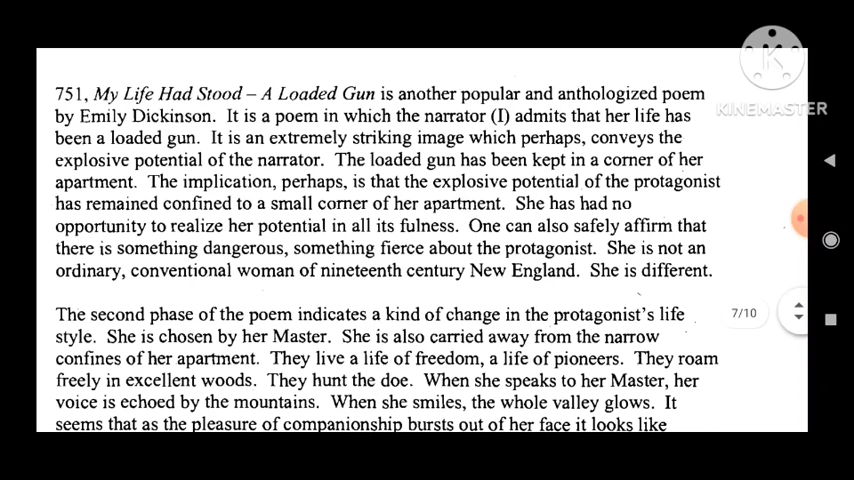 751, My Life Had Stood – A Loaded Gun is another popular and anthologized poem
by Emily Dickinson. It is a poem in which the narrator (I) admits that her life has
been a loaded gun. It is an extremely striking image which perhaps, conveys the
explosive potential of the narrator. The loaded gun has been kept in a corner of her
apartment. The implication, perhaps, is that the explosive potential of the protagonist
has remained confined to a small corner of her apartment. She has had no
opportunity to realize her potential in all its fulness. One can also safely affirm that
there is something dangerous, something fierce about the protagonist. She is not an
ordinary, conventional woman of nineteenth century New England. She is different.
The second phase of the poem indicates a kind of change in the protagonist's life
style. She is chosen by her Master. She is also carried away from the narrow
confines of her apartment. They live a life of freedom, a life of pioneers. They roam
freely in excellent woods. They hunt the doe. When she speaks to her Master, her
voice is echoed by the mountains. When she smiles, the whole valley glows. It
seems that as the pleasure of companionship bursts out of her face it looks like
K
KINEMASTER
7/10